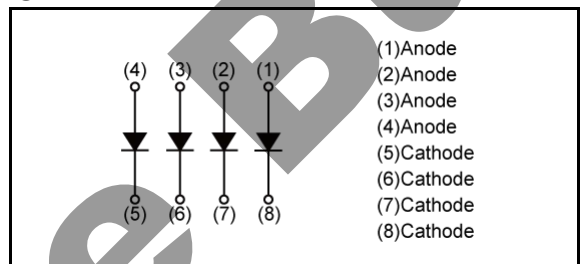 (4) (3) (2) (1)
(5) (6) (7) (8)
(1)Anode
(2)Anode
(3)Anode
(4)Anode
(5)Cathode
(6)Cathode
(7)Cathode
(8)Cathode